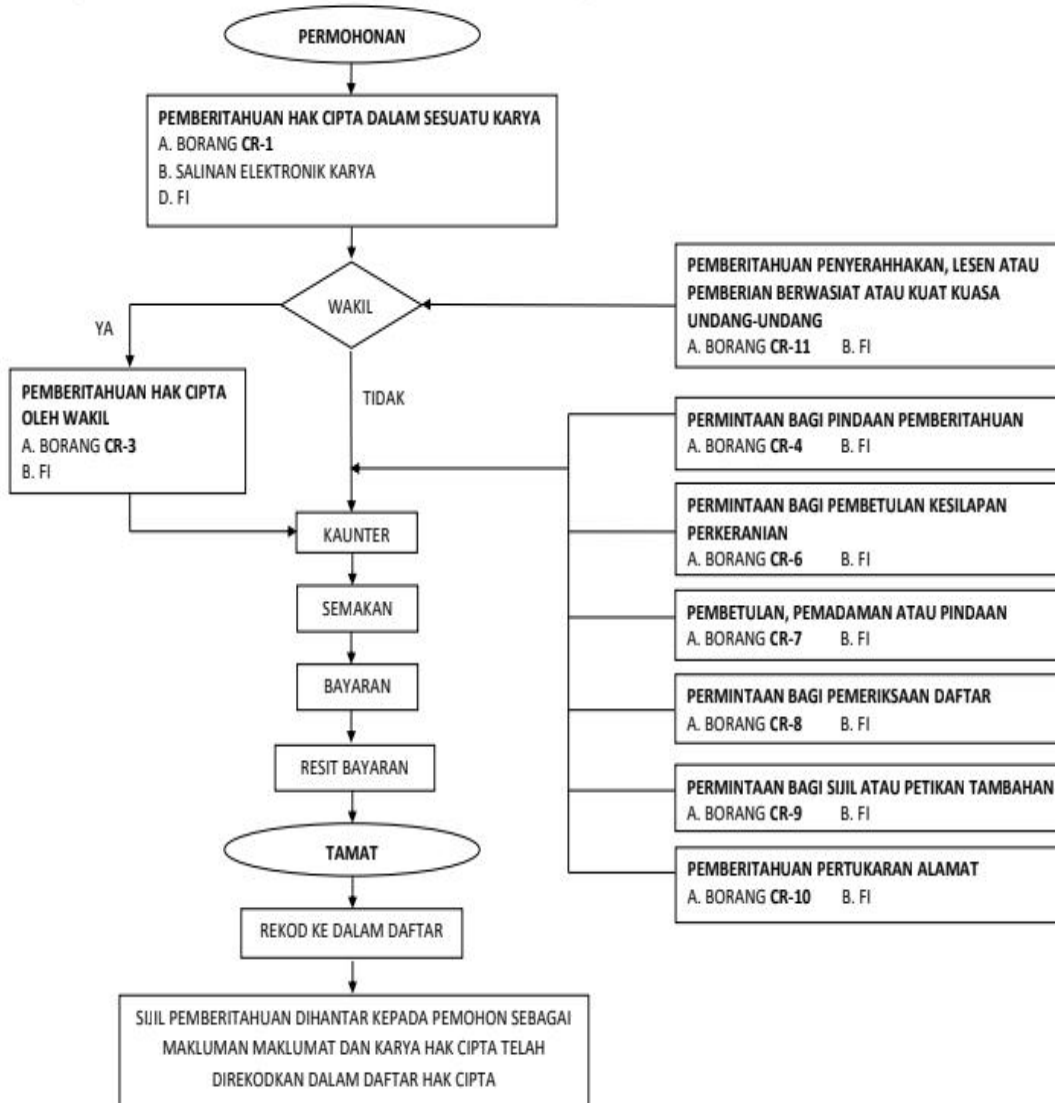 PERMOHONAN
PEMBERITAHUAN HAK CIPTA DALAM SESUATU KARYA
A. BORANG CR-1
B. SALINAN ELEKTRONIK KARYA
D. FI
WAKIL
YA
TIDAK
PEMBERITAHUAN HAK CIPTA
OLEH WAKIL
A. BORANG CR-3
B. FI
PEMBERITAHUAN PENYERAHHAKAN, LESEN ATAU
PEMBERIAN BERWASIAT ATAU KUAT KUASA
UNDANG-UNDANG
A. BORANG CR-11 B. FI
PERMINTAAN BAGI PINDAAN PEMBERITAHUAN
A. BORANG CR-4 B. FI
PERMINTAAN BAGI PEMBETULAN KESILAPAN
PERKERANIAN
A. BORANG CR-6 B. FI
PEMBETULAN, PEMADAMAN ATAU PINDAAN
A. BORANG CR-7 B. FI
PERMINTAAN BAGI PEMERIKSAAN DAFTAR
A. BORANG CR-8 B. FI
PERMINTAAN BAGI SIJIL ATAU PETIKAN TAMBAHAN
A. BORANG CR-9 B. FI
PEMBERITAHUAN PERTUKARAN ALAMAT
A. BORANG CR-10 B. FI
KAUNTER
SEMAKAN
BAYARAN
RESIT BAYARAN
TAMAT
REKOD KE DALAM DAFTAR
SIJIL PEMBERITAHUAN DIHANTAR KEPADA PEMOHON SEBAGAI
MAKLUMAN MAKLUMAT DAN KARYA HAK CIPTA TELAH
DIREKODKAN DALAM DAFTAR HAK CIPTA